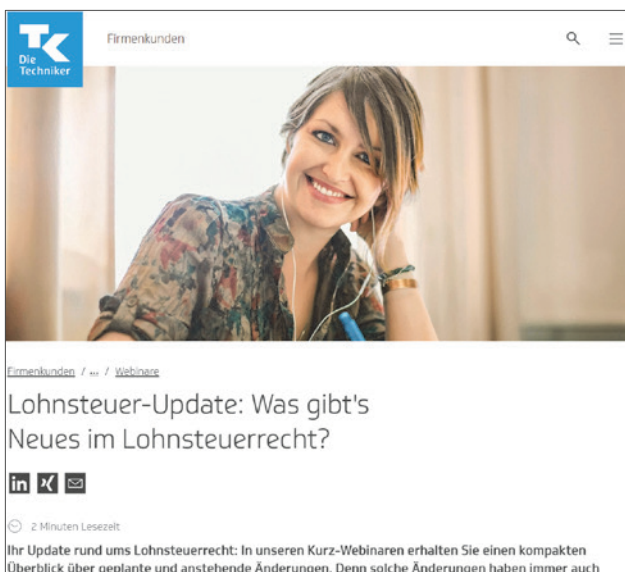 TK
Die
Techniker
Firmenkunden
Firmenkunden / ... / Webinare
Lohnsteuer-Update: Was gibt's
Neues im Lohnsteuerrecht?
in
2 Minuten Lesezeit
Ihr Update rund ums Lohnsteuerrecht: In unseren Kurz-Webinaren erhalten Sie einen kompakten
Überblick über geplante und anstehende Änderungen. Denn solche Änderungen haben immer auch